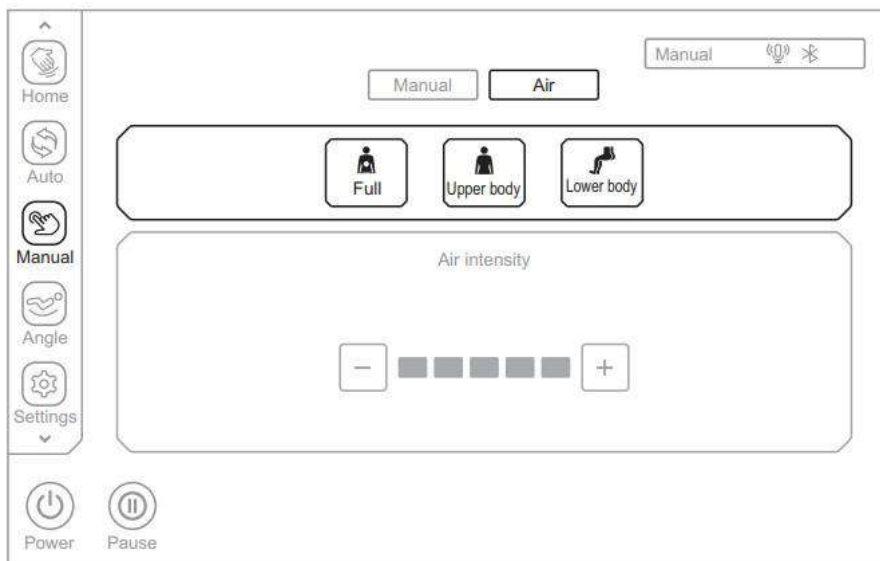 Manual
Manual Air
Home
Auto
Manual
Angle
Settings
Full Upper body Lower body
Air intensity
− +
Power Pause